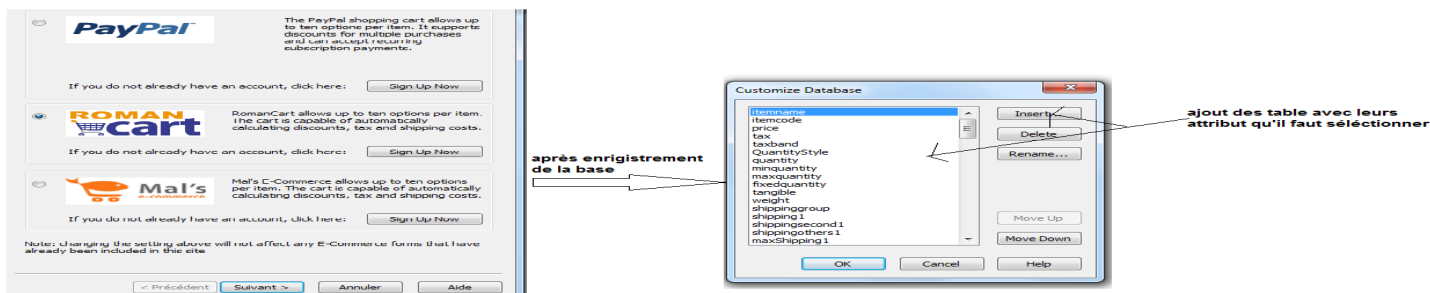 PayPal
The PayPal shopping cart allows up
to ten options per item. It supports
discounts for multiple purchases
and can accept recurring
subscription payments.
If you do not already have an account, click here:
Sign Up Now
ROMAN
cart
RomanCart allows up to ten options per item.
The cart is capable of automatically
calculating discounts, tax and shipping costs.
If you do not already have an account, click here:
Sign Up Now
Mal's
e-commerce
Mal's E-Commerce allows up to ten options
per item. The cart is capable of automatically
calculating discounts, tax and shipping costs.
If you do not already have an account, click here:
Sign Up Now
Note: changing the setting above will not affect any E-Commerce forms that have
already been included in this site
< Précédent
Suivant >
Annuler
Aide
après enrigistrement
de la base
Customize Database
itemname
itemcode
price
tax
taxband
QuantityStyle
quantity
minquantity
maxquantity
fixedquantity
tangible
weight
shippinggroup
shipping1
shippingsecond1
shippingothers1
maxShipping1
Insert...
Delete
Rename...
Move Up
Move Down
OK
Cancel
Help
ajout des table avec leurs
attribut qu'il faut séléctionner